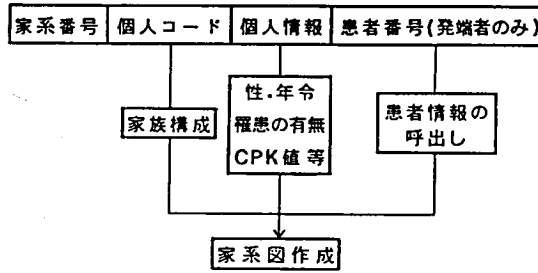 家系番号 個人コード 個人情報 患者番号(発端者のみ)
家族構成
性.年令
罹患の有無
CPK値等
患者情報の
呼出し
家系図作成